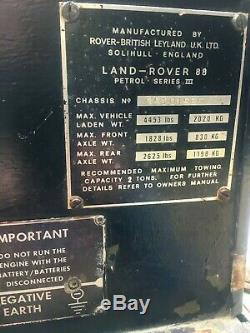 MANUFACTURED BY
ROVER-BRITISH LEYLAND U.K. LTD.
SOLIHULL - ENGLAND
LAND-ROVER 88
PETROL SERIES III
CHASSIS Nº
MAX. VEHICLE
LADEN WT. 4453 lbs 2020 KG
MAX. FRONT
AXLE WT. 1828 lbs 830 KG
MAX. REAR
AXLE WT. 2625 lbs 1190 KG
RECOMMENDED MAXIMUM TOWING
CAPACITY 2 TONS. FOR FURTHER
DETAILS REFER TO OWNERS MANUAL.
IMPORTANT
DO NOT RUN THE
ENGINE WITH THE
BATTERY/BATTERIES
DISCONNECTED
NEGATIVE
EARTH